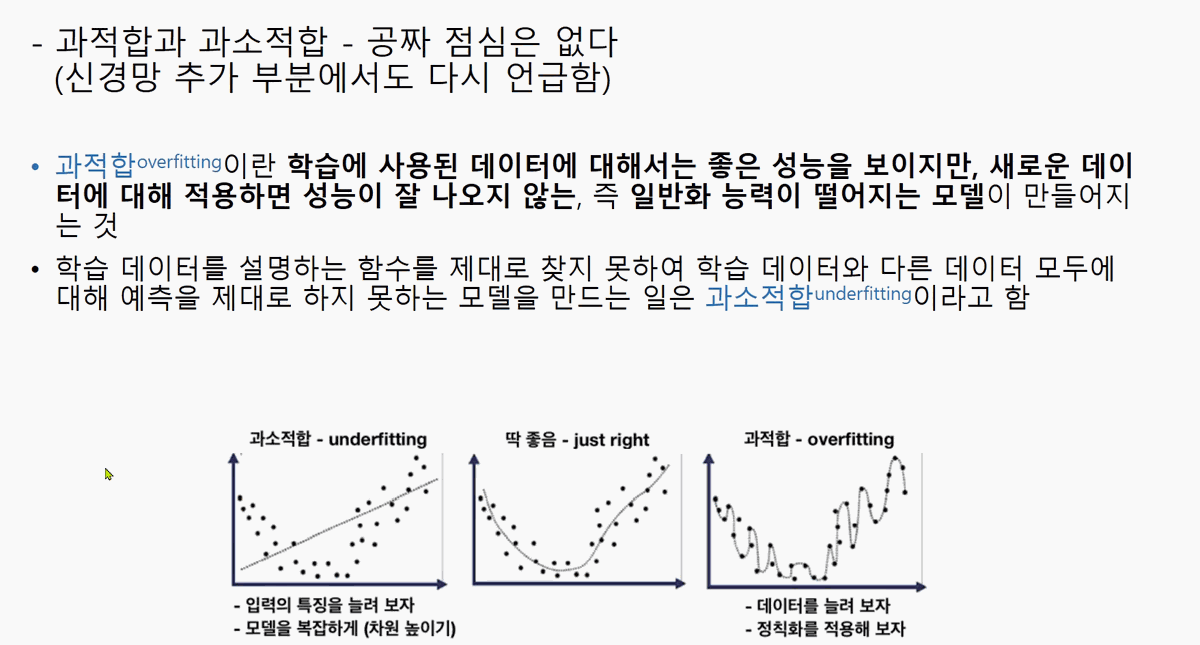 - 과적합과 과소적합 - 공짜 점심은 없다
(신경망 추가 부분에서도 다시 언급함)
• 과적합overfitting이란 학습에 사용된 데이터에 대해서는 좋은 성능을 보이지만, 새로운 데이
터에 대해 적용하면 성능이 잘 나오지 않는, 즉 일반화 능력이 떨어지는 모델이 만들어지
는 것
• 학습 데이터를 설명하는 함수를 제대로 찾지 못하여 학습 데이터와 다른 데이터 모두에
대해 예측을 제대로 하지 못하는 모델을 만드는 일은 과소적합underfitting이라고 함
과소적합 - underfitting
딱 좋음 - just right
과적합 - overfitting
- 입력의 특징을 늘려 보자
- 모델을 복잡하게 (차원 높이기)
- 데이터를 늘려 보자
- 정칙화를 적용해 보자